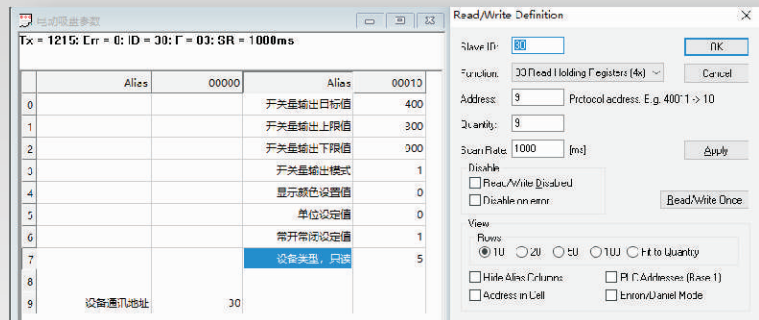 电动吸盘参数
Tx = 1215: Err = 0: ID = 30: F = 03: SR = 1000ms
Alias 00000 Alias 00010
0 开关量输出目标值 400
1 开关量输出上限值 300
2 开关量输出下限值 900
3 开关量输出模式 1
4 显示颜色设置值 0
5 单位设定值 0
6 常开常闭设定值 1
7 设备类型，只读 5
8
9 设备通讯地址 30
Read/Write Definition
Slave ID: 30 OK
Function: 03 Read Holding Registers (4x) Cancel
Address: 9 Protocol address. E.g. 40011 -> 10
Quantity: 9
Scan Rate: 1000 [ms] Apply
Disable
Read/Write Disabled
Disable on error Read/Write Once
View
Rows
10 20 50 100 Fit to Quantity
Hide Alias Columns PLC Addresses (Base 1)
Address in Cell Enron/Daniel Mode